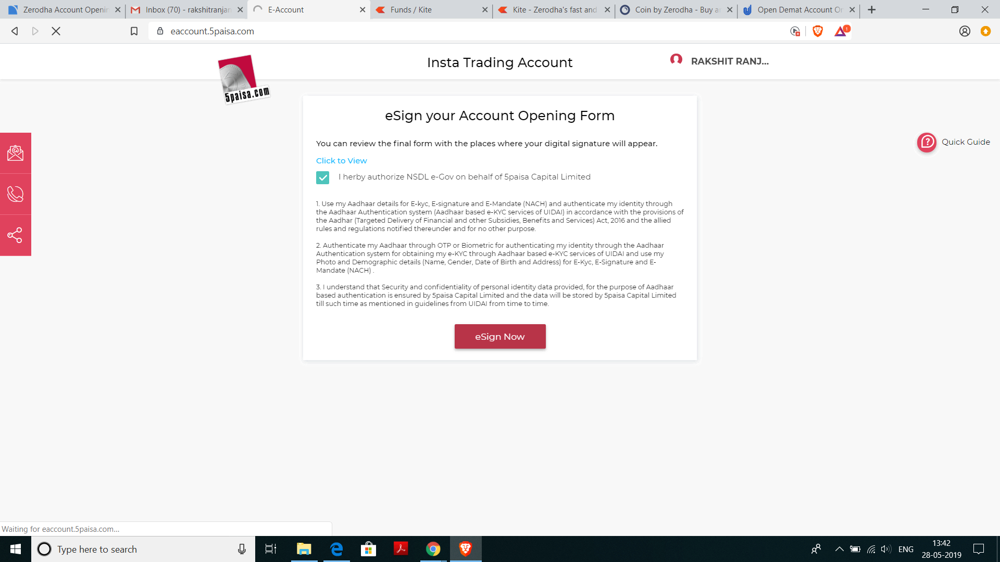 Zerodha Account Openin
Inbox (70) - rakshitranjan
E-Account
Funds / Kite
Kite - Zerodha's fast and
Coin by Zerodha - Buy a
Open Demat Account On
eaccount.5paisa.com
1
5paisa.com
Insta Trading Account
RAKSHIT RANJ...
eSign your Account Opening Form
You can review the final form with the places where your digital signature will appear.
Click to View
I herby authorize NSDL e-Gov on behalf of 5paisa Capital Limited
Quick Guide
1. Use my Aadhaar details for E-kyc, E-signature and E-Mandate (NACH) and authenticate my identity through
the Aadhaar Authentication system (Aadhaar based e-KYC services of UIDAI) in accordance with the provisions of
the Aadhar (Targeted Delivery of Financial and other Subsidies, Benefits and Services) Act, 2016 and the allied
rules and regulations notified thereunder and for no other purpose.
2. Authenticate my Aadhaar through OTP or Biometric for authenticating my identity through the Aadhaar
Authentication system for obtaining my e-KYC through Aadhaar based e-KYC services of UIDAI and use my
Photo and Demographic details (Name, Gender, Date of Birth and Address) for E-Kyc, E-Signature and E-
Mandate (NACH) .
3. I understand that Security and confidentiality of personal identity data provided, for the purpose of Aadhaar
based authentication is ensured by 5paisa Capital Limited and the data will be stored by 5paisa Capital Limited
till such time as mentioned in guidelines from UIDAI from time to time.
eSign Now
Waiting for eaccount.5paisa.com...
Type here to search
ENG
13:42
28-05-2019